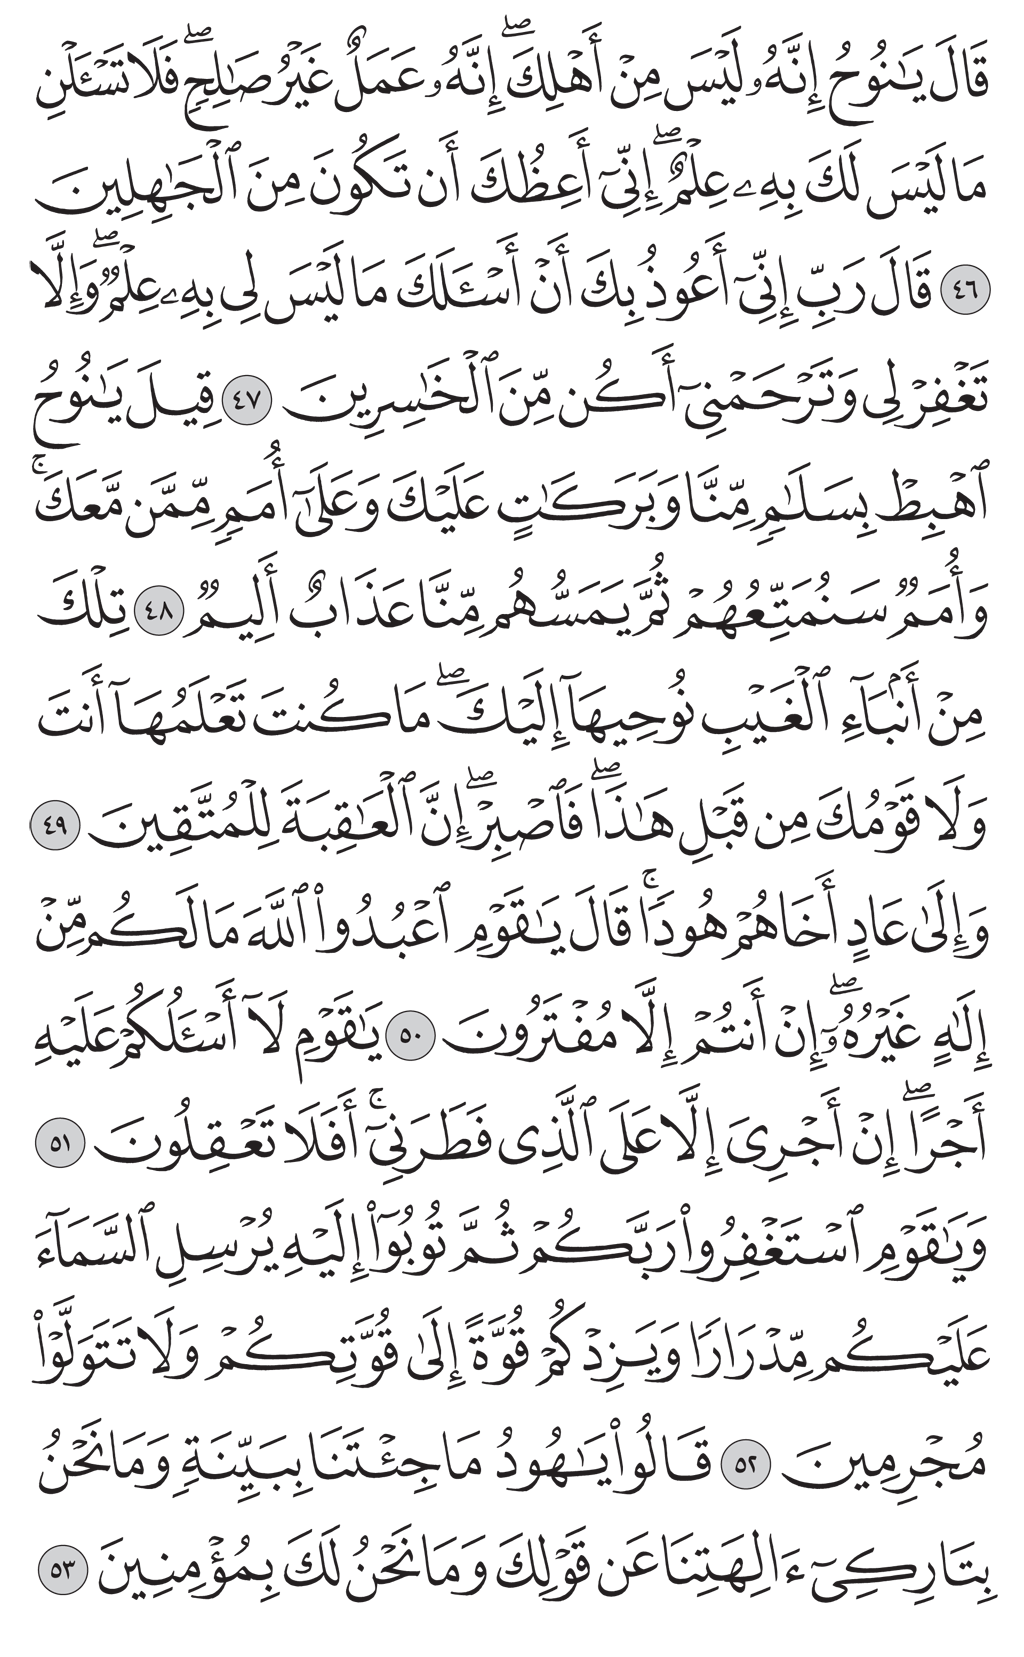 قَالَ يَٰنُوحُ إِنَّهُۥ لَيْسَ مِنْ أَهْلِكَۖ إِنَّهُۥ عَمَلٌ غَيْرُ صَٰلِحٖۖ فَلَا تَسْـَٔلْنِ
مَا لَيْسَ لَكَ بِهِۦ عِلْمٌۖ إِنِّيٓ أَعِظُكَ أَن تَكُونَ مِنَ ٱلْجَٰهِلِينَ
٤٦ قَالَ رَبِّ إِنِّيٓ أَعُوذُ بِكَ أَنْ أَسْـَٔلَكَ مَا لَيْسَ لِي بِهِۦ عِلْمٌۖ وَإِلَّا
تَغْفِرْ لِي وَتَرْحَمْنِيٓ أَكُن مِّنَ ٱلْخَٰسِرِينَ ٤٧ قِيلَ يَٰنُوحُ
ٱهْبِطْ بِسَلَٰمٖ مِّنَّا وَبَرَكَٰتٍ عَلَيْكَ وَعَلَىٰٓ أُمَمٖ مِّمَّن مَّعَكَۚ
وَأُمَمٌ سَنُمَتِّعُهُمْ ثُمَّ يَمَسُّهُم مِّنَّا عَذَابٌ أَلِيمٌ ٤٨ تِلْكَ
مِنْ أَنۢبَآءِ ٱلْغَيْبِ نُوحِيهَآ إِلَيْكَۖ مَا كُنتَ تَعْلَمُهَآ أَنتَ
وَلَا قَوْمُكَ مِن قَبْلِ هَٰذَاۖ فَٱصْبِرْۖ إِنَّ ٱلْعَٰقِبَةَ لِلْمُتَّقِينَ ٤٩
وَإِلَىٰ عَادٍ أَخَاهُمْ هُودٗاۚ قَالَ يَٰقَوْمِ ٱعْبُدُوا۟ ٱللَّهَ مَا لَكُم مِّنْ
إِلَٰهٍ غَيْرُهُۥٓۖ إِنْ أَنتُمْ إِلَّا مُفْتَرُونَ ٥٠ يَٰقَوْمِ لَآ أَسْـَٔلُكُمْ عَلَيْهِ
أَجْرًاۖ إِنْ أَجْرِيَ إِلَّا عَلَى ٱلَّذِي فَطَرَنِيٓۚ أَفَلَا تَعْقِلُونَ ٥١
وَيَٰقَوْمِ ٱسْتَغْفِرُوا۟ رَبَّكُمْ ثُمَّ تُوبُوٓا۟ إِلَيْهِ يُرْسِلِ ٱلسَّمَآءَ
عَلَيْكُم مِّدْرَارٗا وَيَزِدْكُمْ قُوَّةً إِلَىٰ قُوَّتِكُمْ وَلَا تَتَوَلَّوْا۟
مُجْرِمِينَ ٥٢ قَالُوا۟ يَٰهُودُ مَا جِئْتَنَا بِبَيِّنَةٖ وَمَا نَحْنُ
بِتَارِكِيٓ ءَالِهَتِنَا عَن قَوْلِكَ وَمَا نَحْنُ لَكَ بِمُؤْمِنِينَ ٥٣